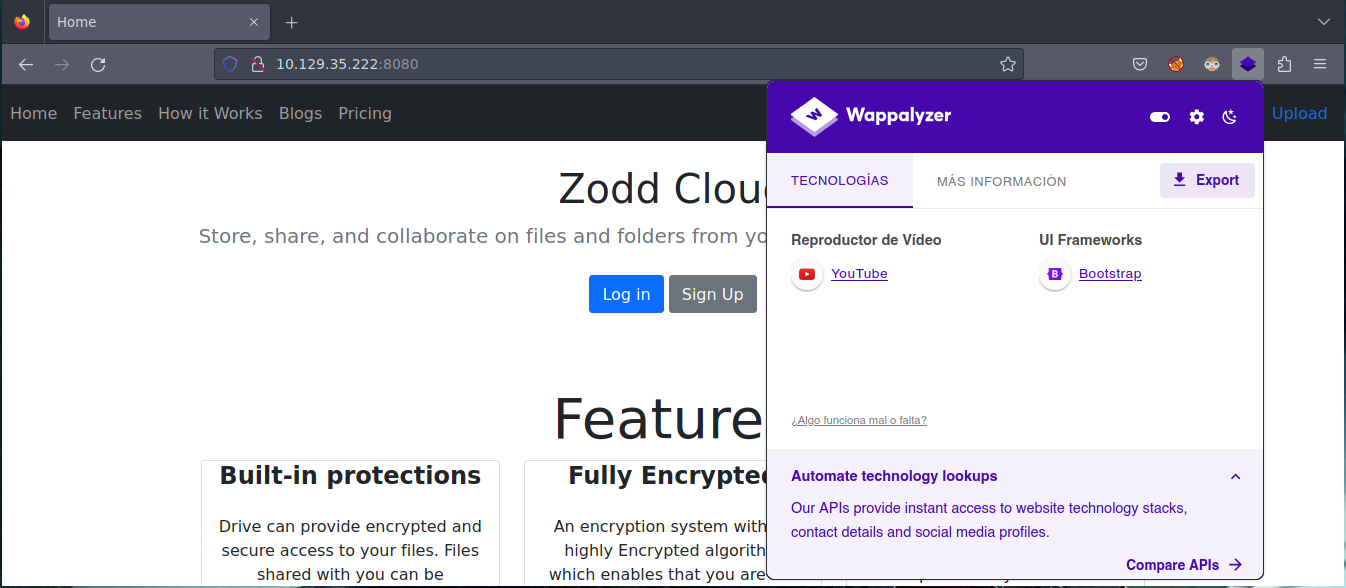 Home
10.129.35.222:8080
Home Features How it Works Blogs Pricing
Upload
Wappalyzer
TECNOLOGÍAS
MÁS INFORMACIÓN
Export
Zodd Clou
Store, share, and collaborate on files and folders from yo
Log in
Sign Up
Reproductor de Vídeo
YouTube
UI Frameworks
Bootstrap
¿Algo funciona mal o falta?
Automate technology lookups
Our APIs provide instant access to website technology stacks,
contact details and social media profiles.
Compare APIs
Feature
Built-in protections
Drive can provide encrypted and
secure access to your files. Files
shared with you can be
Fully Encrypted
An encryption system with
highly Encrypted algorith
which enables that you are